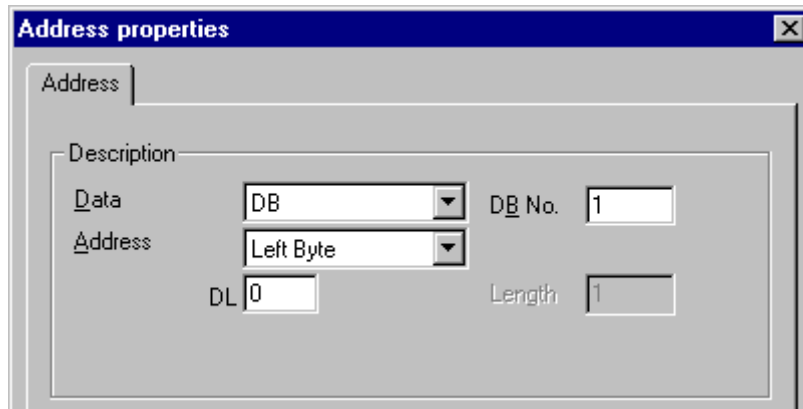 Address properties
Address
Description
Data DB DB No. 1
Address Left Byte
DL 0 Length 1